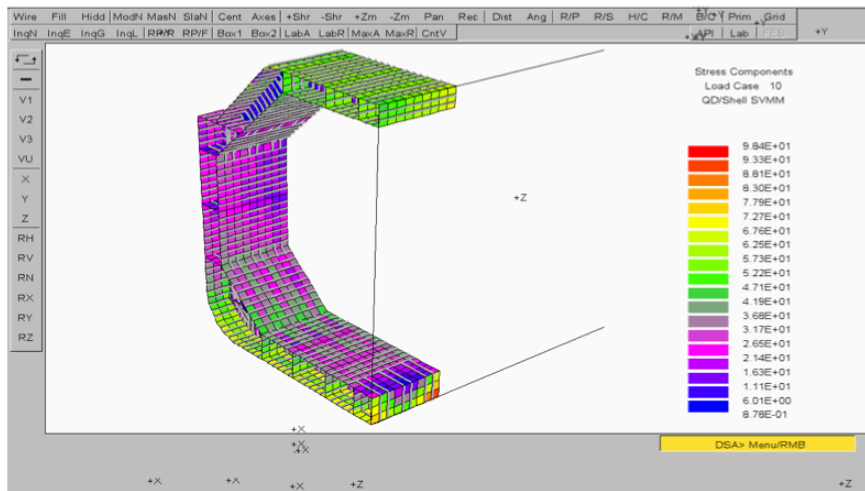 Wire Fill Hidd ModN MasN SlaN Cent Axes +Shr -Shr +Zm -Zm Pan Rec Dist Ang R/P R/S H/C R/M B/C Prim Grid
InqN InqE InqG InqL RP/R RP/F Box1 Box2 LabA LabR MaxA MaxR CntV API Lab +Y
V1
V2
V3
VU
X
Y
Z
RH
RV
RN
RX
RY
RZ
Stress Components
Load Case 10
QD/Shell SVMM
9.84E+01
9.33E+01
8.81E+01
8.30E+01
7.79E+01
7.27E+01
6.76E+01
6.25E+01
5.73E+01
5.22E+01
4.71E+01
4.19E+01
3.68E+01
3.17E+01
2.65E+01
2.14E+01
1.63E+01
1.11E+01
6.01E+00
8.78E-01
+Z
+X
+X
+X
DSA> Menu/RMB
+X +X +X +Z +Z